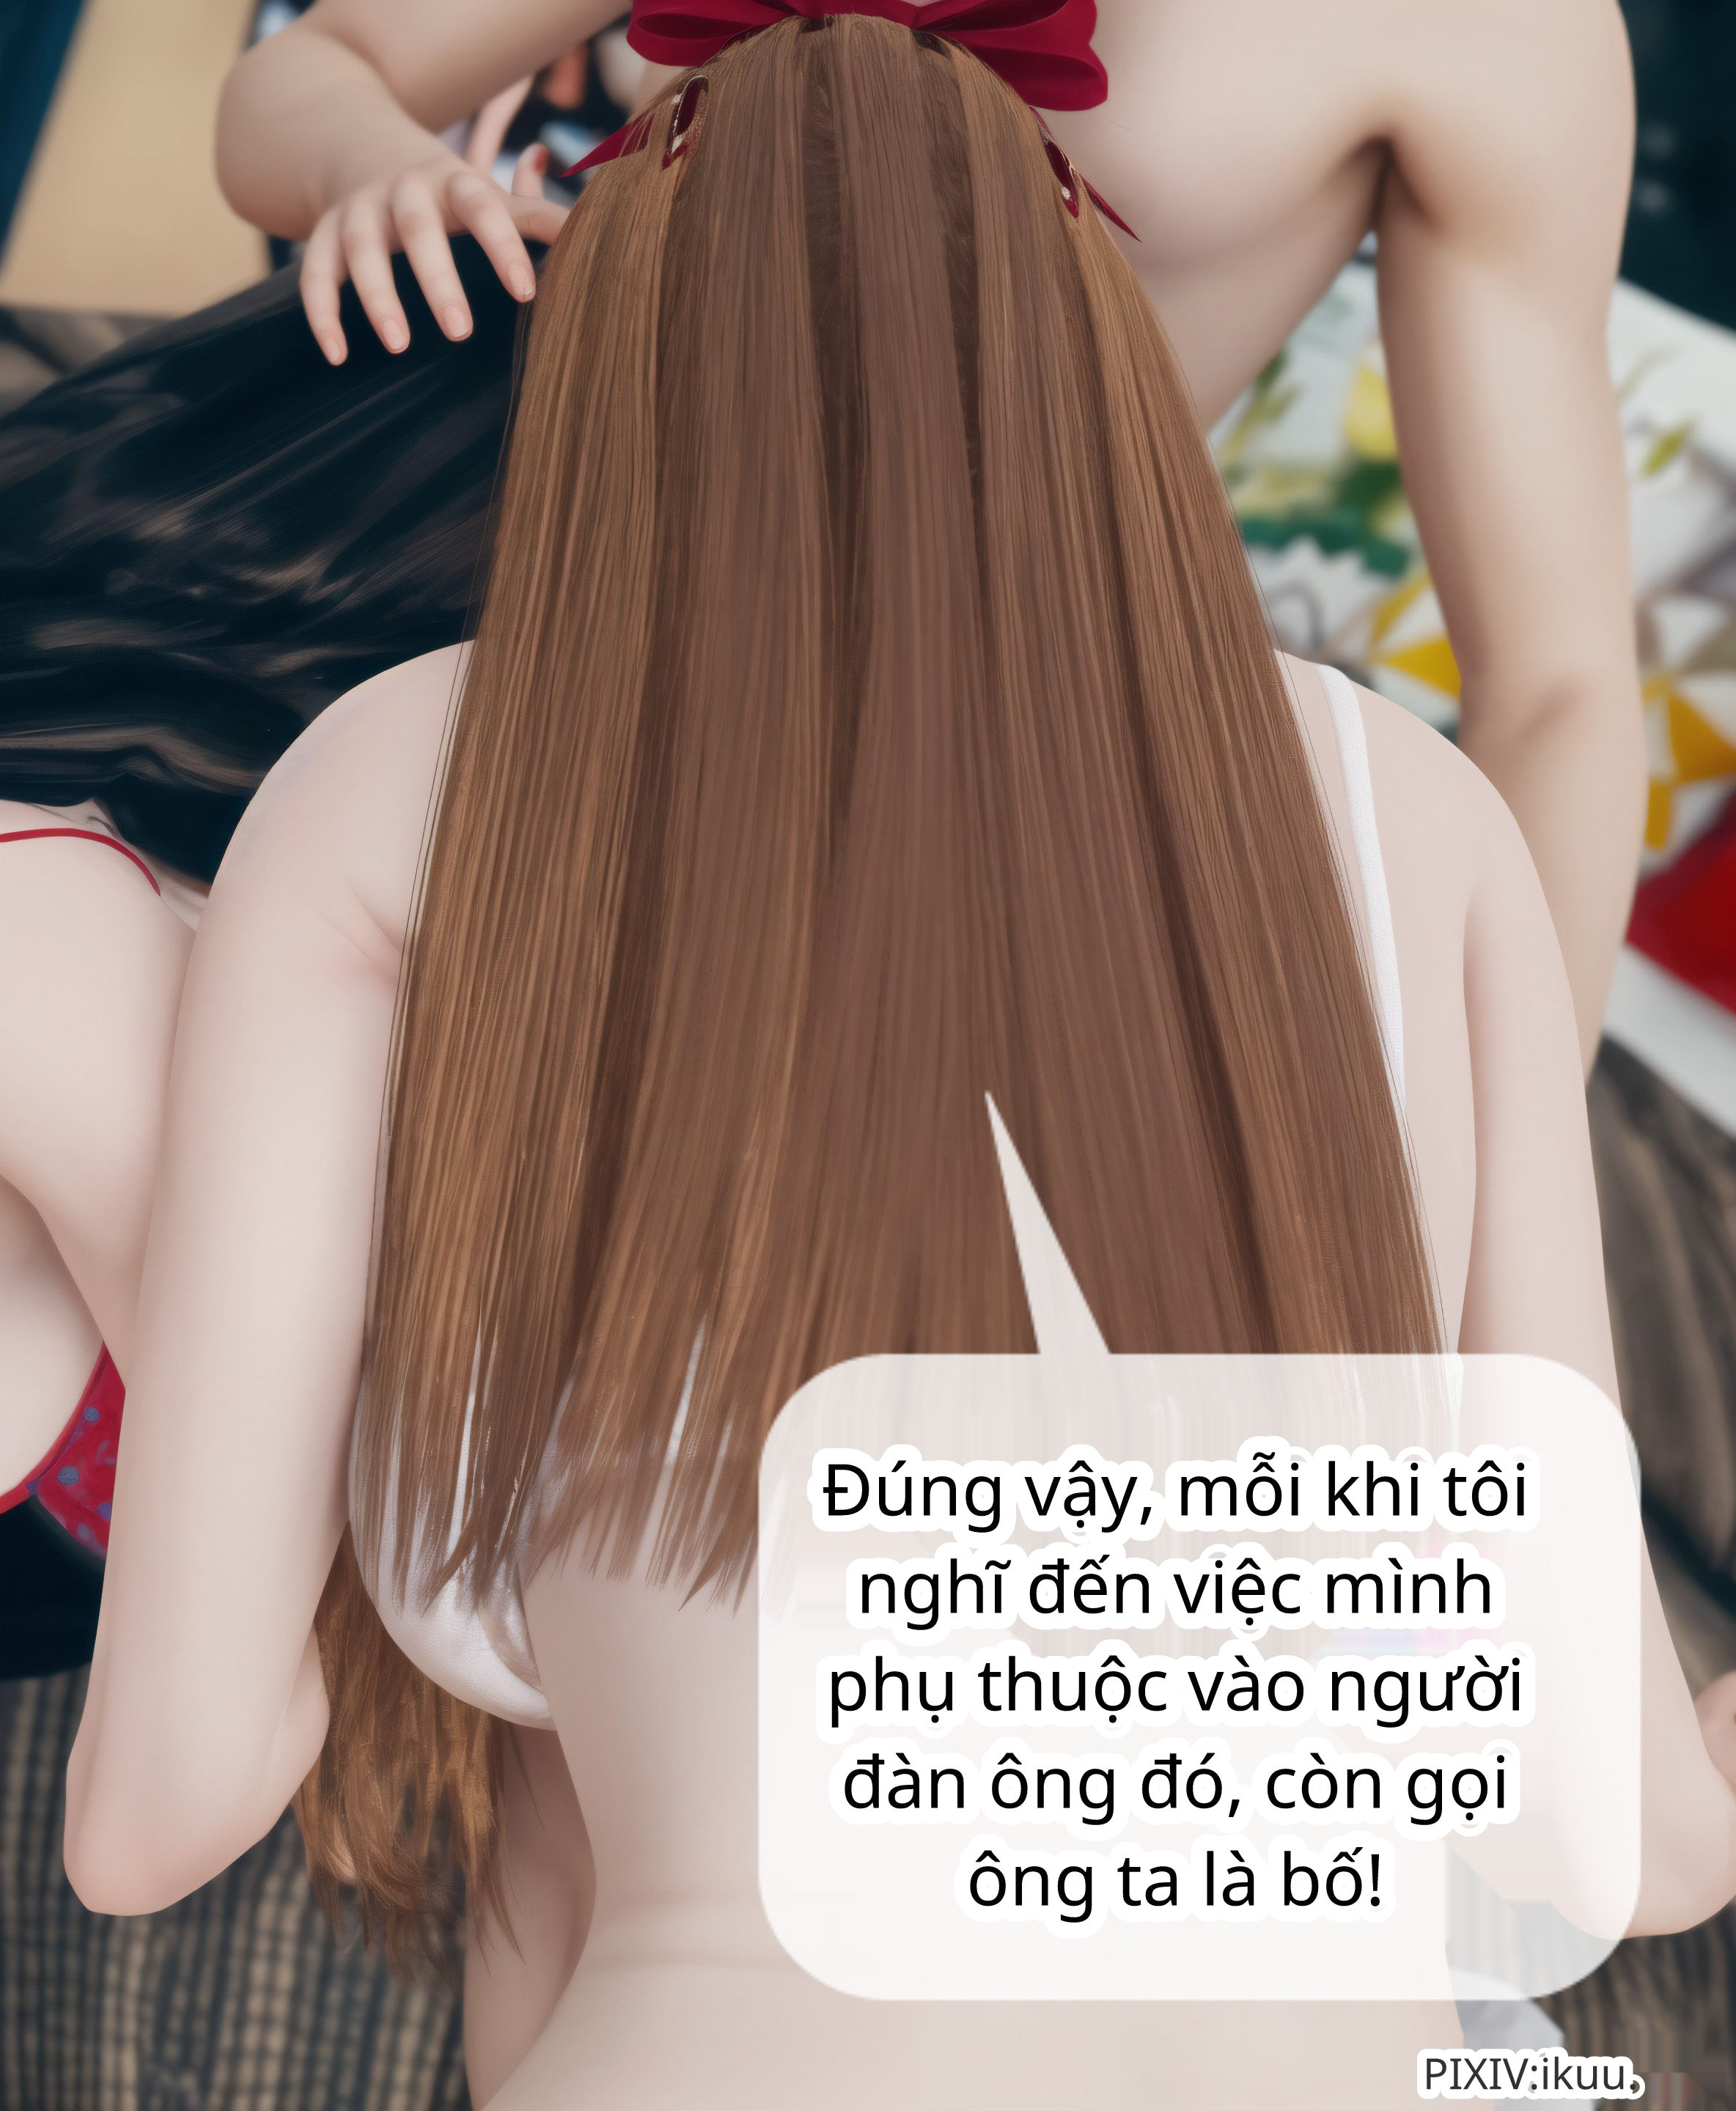 Đúng vậy, mỗi khi tôi
nghĩ đến việc mình
phụ thuộc vào người
đàn ông đó, còn gọi
ông ta là bố!
PIXIV:ikuu.